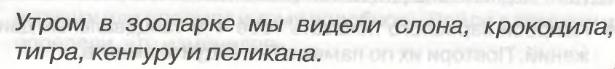 Утром в зоопарке мы видели слона, крокодила,
тигра, кенгуру и пеликана.